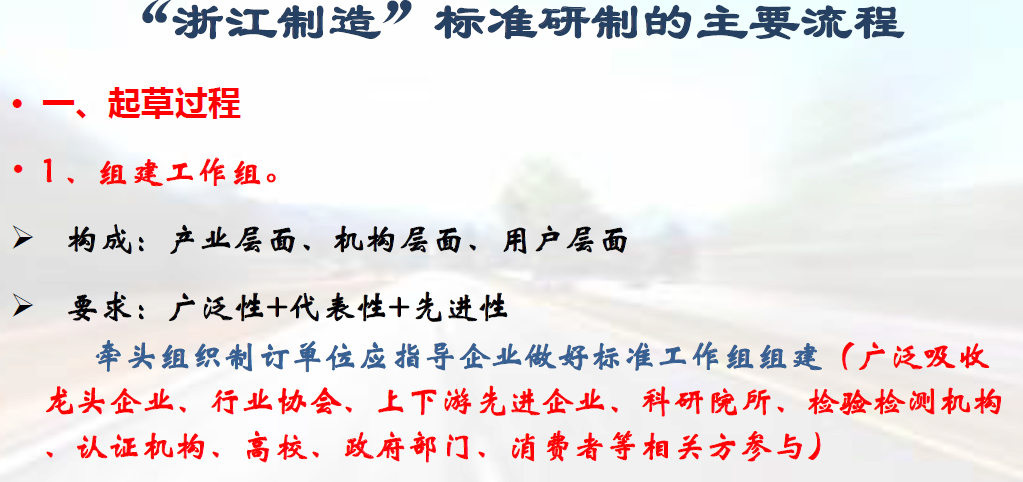 “浙江制造”标准研制的主要流程
• 一、起草过程
• 1、组建工作组。
➢ 构成：产业层面、机构层面、用户层面
➢ 要求：广泛性+代表性+先进性
牵头组织制订单位应指导企业做好标准工作组组建（广泛吸收
龙头企业、行业协会、上下游先进企业、科研院所、检验检测机构
、认证机构、高校、政府部门、消费者等相关方参与）